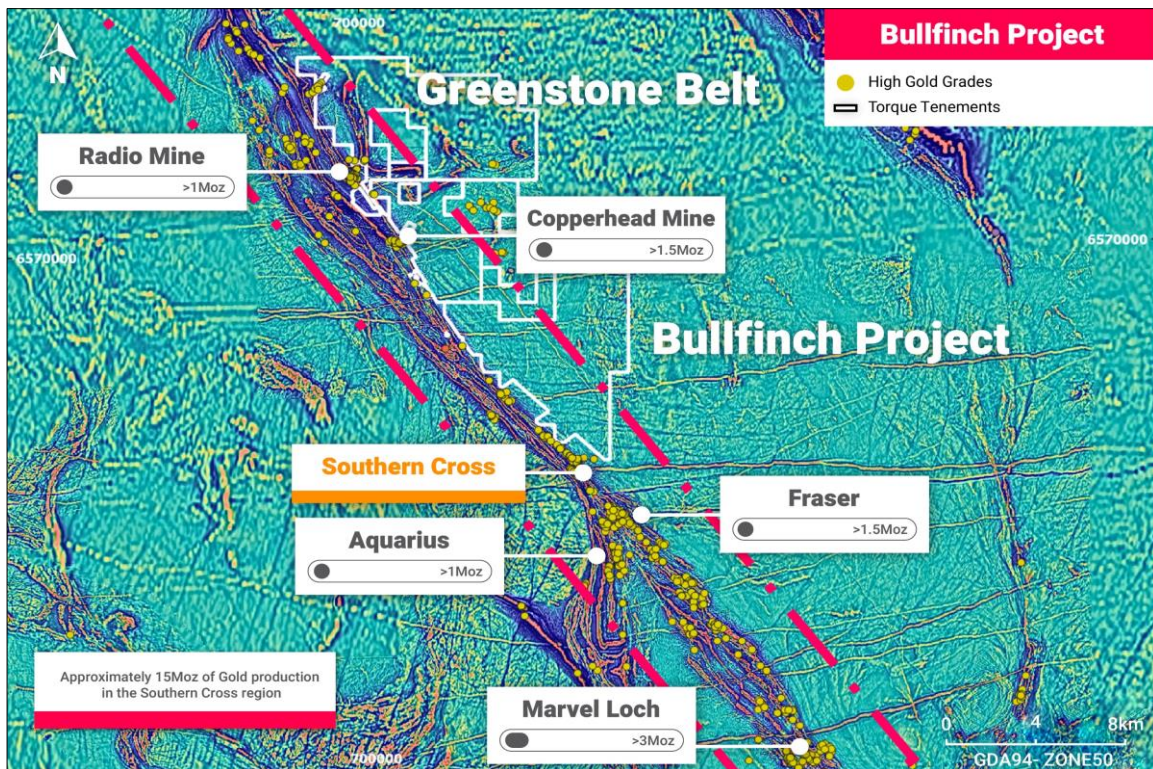 700000
Bullfinch Project
High Gold Grades
Torque Tenements
N
Greenstone Belt
Radio Mine
>1Moz
Copperhead Mine
>1.5Moz
6570000
6570000
Bullfinch Project
Southern Cross
Fraser
>1.5Moz
Aquarius
>1Moz
Approximately 15Moz of Gold production
in the Southern Cross region
Marvel Loch
>3Moz
0 4 8km
GDA94- ZONE50
700000